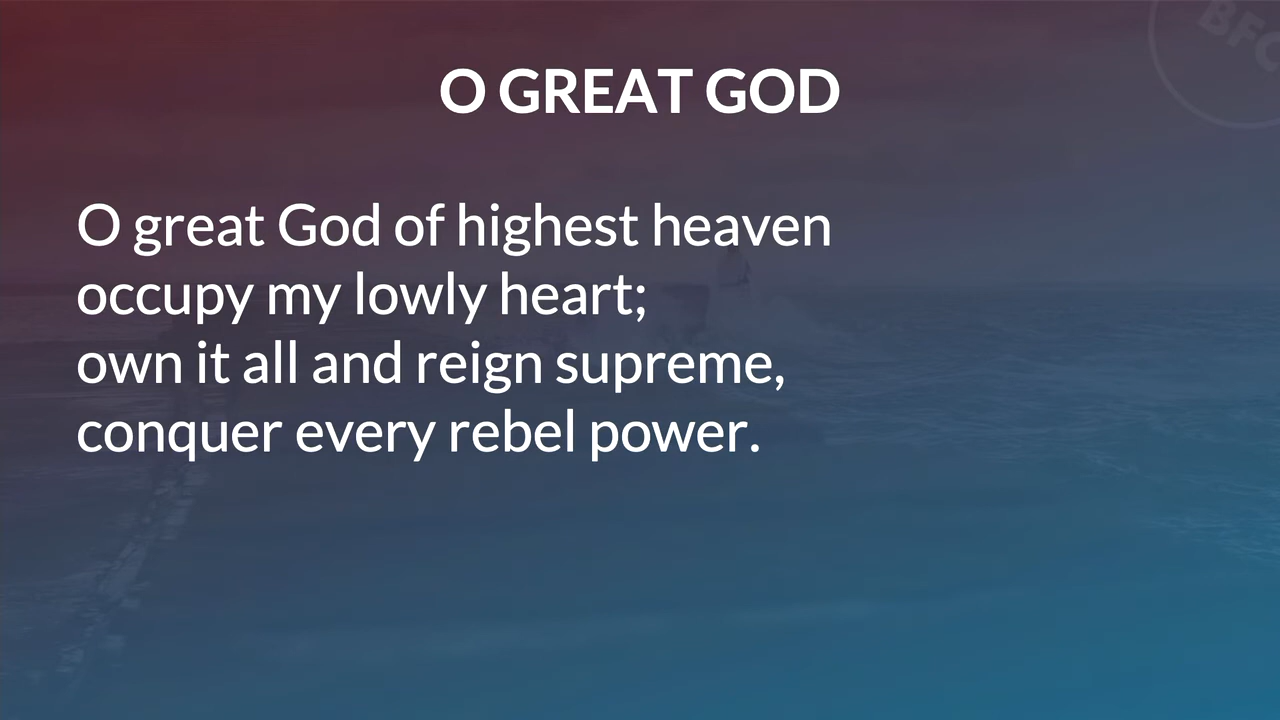 BFC
O GREAT GOD
O great God of highest heaven
occupy my lowly heart;
own it all and reign supreme,
conquer every rebel power.